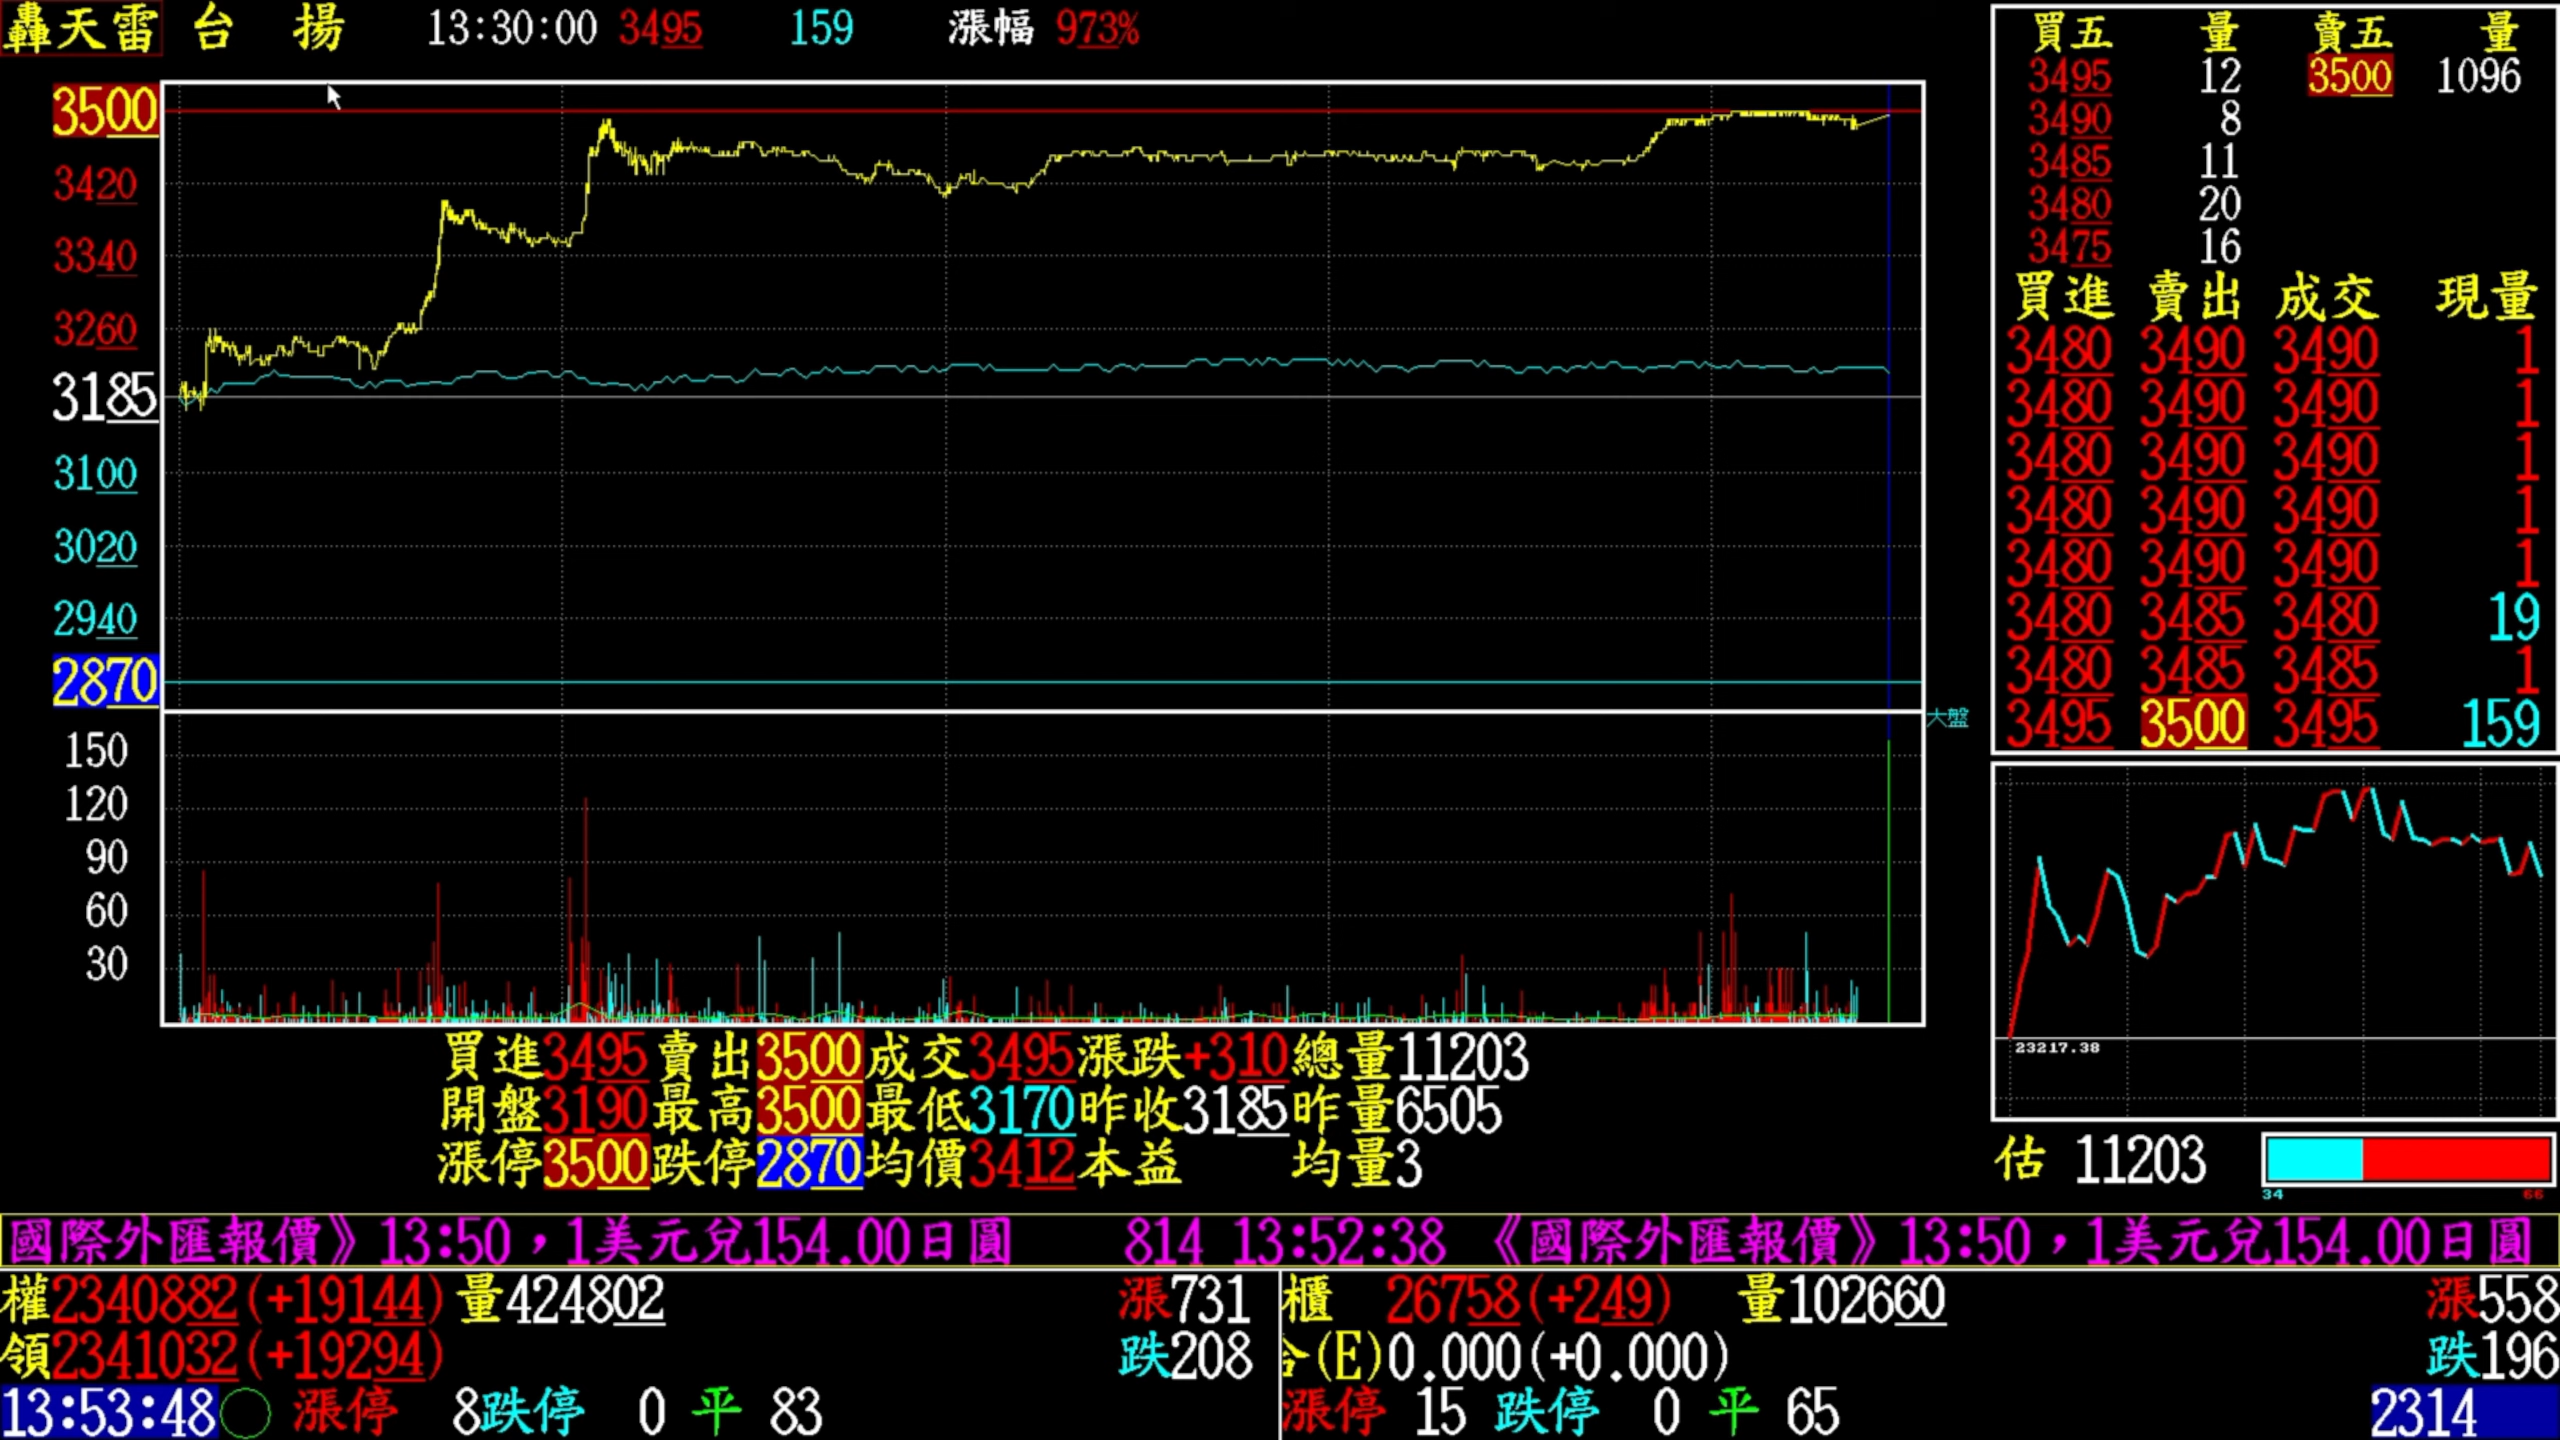 轟天雷 台 揚 13:30:00 3495 159 漲幅 973%
3500
3420
3340
3260
3185
3100
3020
2940
2870
大盤
150
120
90
60
30
買五 量 賣五 量
3495 12 3500 1096
3490 8
3485 11
3480 20
3475 16
買進 賣出 成交 現量
3480 3490 3490 1
3480 3490 3490 1
3480 3490 3490 1
3480 3490 3490 1
3480 3490 3490 1
3480 3485 3480 19
3480 3485 3485 1
3495 3500 3495 159
23217.38
估 11203
34 66
買進3495 賣出3500 成交3495 漲跌+310 總量11203
開盤3190 最高3500 最低3170 昨收3185 昨量6505
漲停3500 跌停2870 均價3412 本益 均量3
國際外匯報價》13:50,1美元兌154.00日圓 814 13:52:38 《國際外匯報價》13:50,1美元兌154.00日圓
權2340882(+19144) 量424802 漲731 櫃 26758(+249) 量102660 漲558
領2341032(+19294) 跌208 合(E)0.000(+0.000) 跌196
13:53:48 漲停 8跌停 0 平 83 漲停 15 跌停 0 平 65 2314